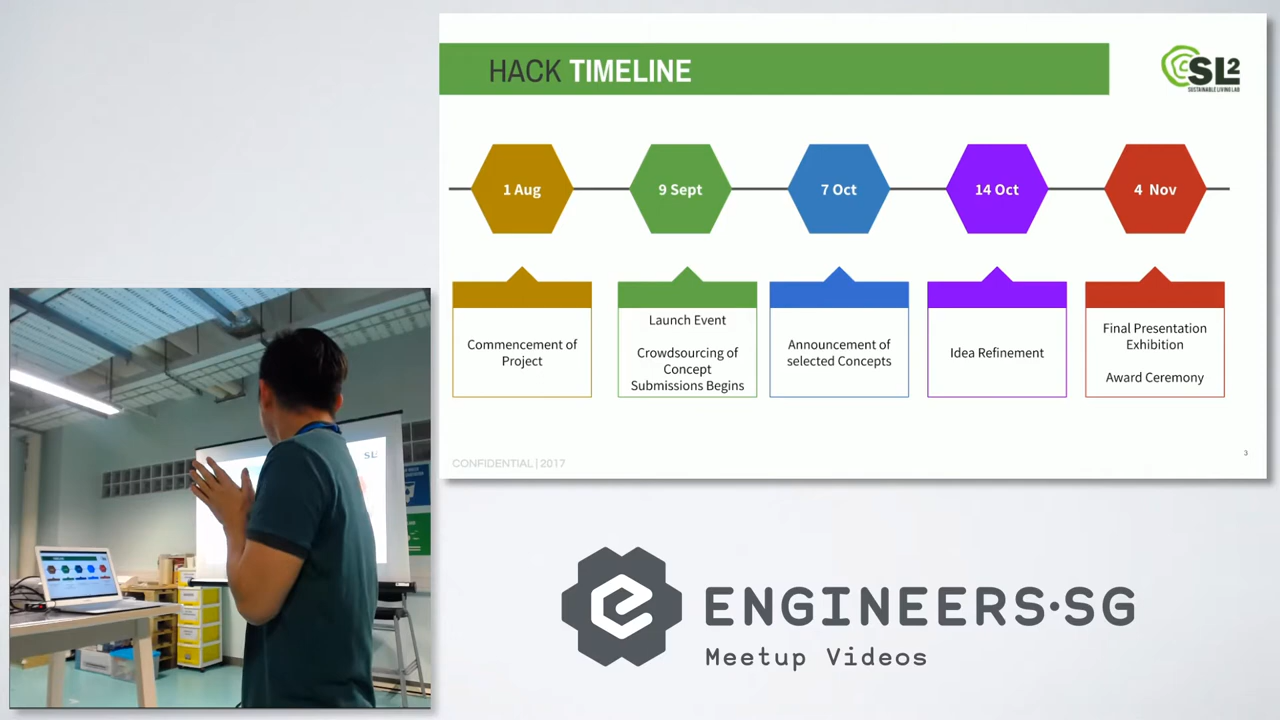 HACK TIMELINE
SL2
SUSTAINABLE LIVING LAB
1 Aug
9 Sept
7 Oct
14 Oct
4 Nov
Commencement of
Project
Launch Event
Crowdsourcing of
Concept
Submissions Begins
Announcement of
selected Concepts
Idea Refinement
Final Presentation
Exhibition
Award Ceremony
CONFIDENTIAL | 2017
3
SL
ENGINEERS·SG
Meetup Videos